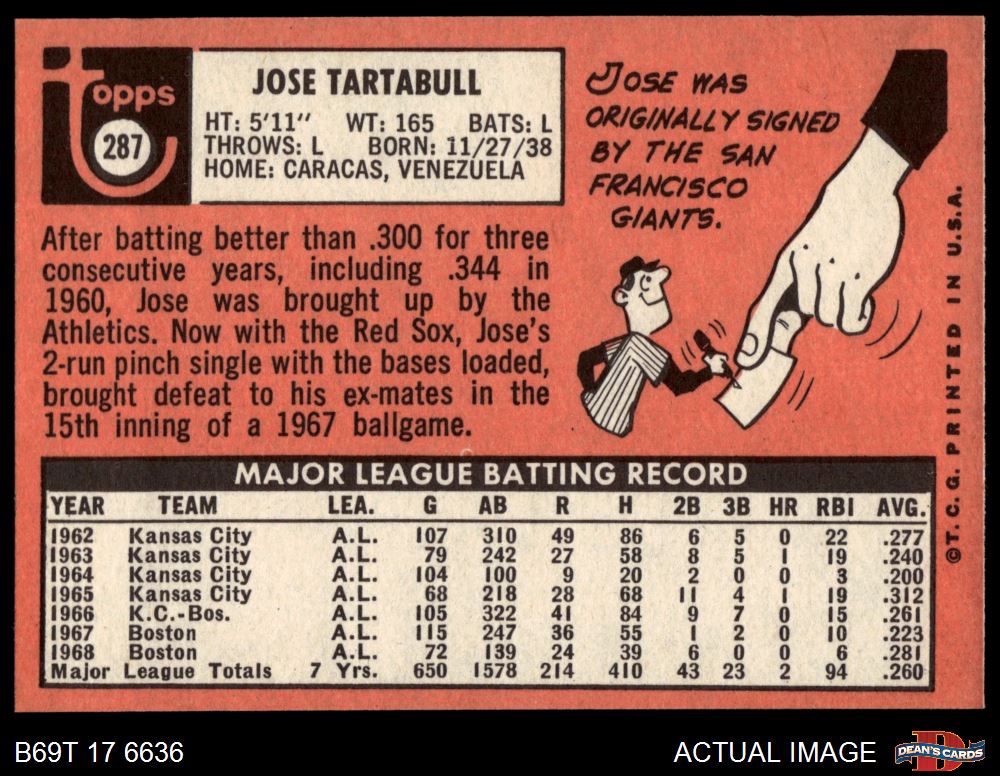 topps
287
JOSE TARTABULL
HT: 5'11" WT: 165 BATS: L
THROWS: L BORN: 11/27/38
HOME: CARACAS, VENEZUELA
JOSE WAS
ORIGINALLY SIGNED
BY THE SAN
FRANCISCO
GIANTS.
After batting better than .300 for three
consecutive years, including .344 in
1960, Jose was brought up by the
Athletics. Now with the Red Sox, Jose's
2-run pinch single with the bases loaded,
brought defeat to his ex-mates in the
15th inning of a 1967 ballgame.
MAJOR LEAGUE BATTING RECORD
YEAR TEAM LEA. G AB R H 2B 3B HR RBI AVG.
1962 Kansas City A.L. 107 310 49 86 6 5 0 22 .277
1963 Kansas City A.L. 79 242 27 58 8 5 1 19 .240
1964 Kansas City A.L. 104 100 9 20 2 0 0 3 .200
1965 Kansas City A.L. 68 218 28 68 11 4 1 19 .312
1966 K.C.-Bos. A.L. 105 322 41 84 9 7 0 15 .261
1967 Boston A.L. 115 247 36 55 1 2 0 10 .223
1968 Boston A.L. 72 139 24 39 6 0 0 6 .281
Major League Totals 7 Yrs. 650 1578 214 410 43 23 2 94 .260
©T. C. G. PRINTED IN U.S.A.
B69T 17 6636
ACTUAL IMAGE
DEAN'S CARDS